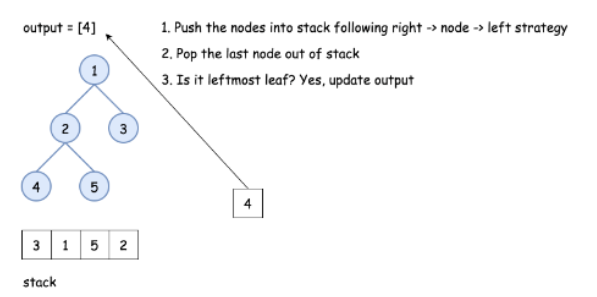 output = [4]
1. Push the nodes into stack following right -> node -> left strategy
2. Pop the last node out of stack
3. Is it leftmost leaf? Yes, update output
1
2 3
4 5
4
3 1 5 2
stack